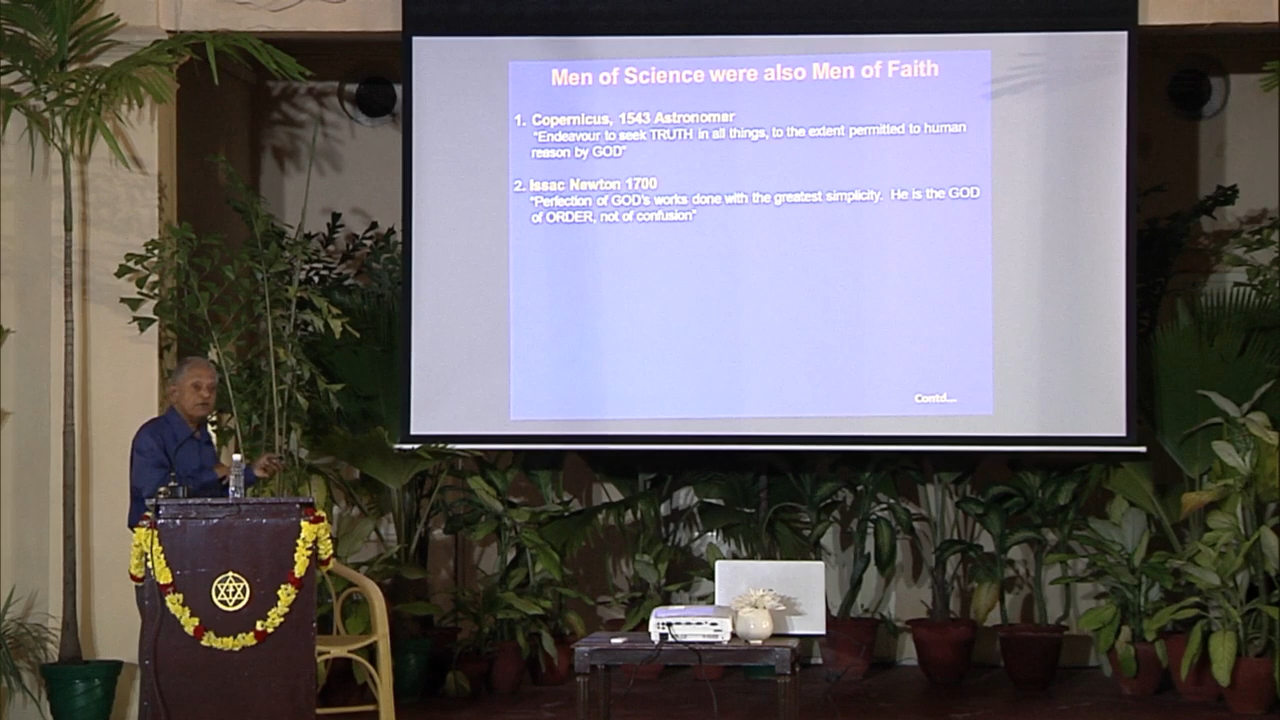 Men of Science were also Men of Faith
1. Copernicus, 1543 Astronomer
"Endeavour to seek TRUTH in all things, to the extent permitted to human
reason by GOD"
2. Issac Newton 1700
"Perfection of GOD's works done with the greatest simplicity. He is the GOD
of ORDER, not of confusion"
Contd...